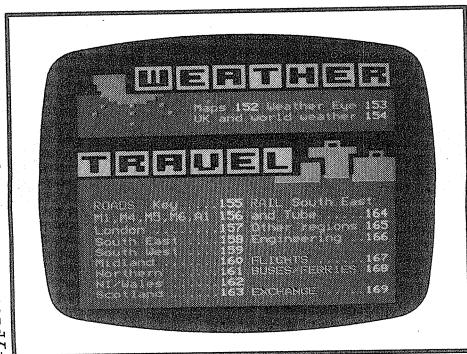 WEATHER
Maps 152 Weather Eye 153
UK and world weather 154
TRAVEL
ROADS Key ....155 RAIL South East
M1,M4,M5,M6,A1 156 and Tube ... 164
London ....157 Other regions 165
South East ....158 Engineering ..166
South West ....159
Midland ....160 FLIGHTS ....167
Northern ....161 BUSES/FERRIES 168
NI/Wales ....162
Scotland ....163 EXCHANGE ....169